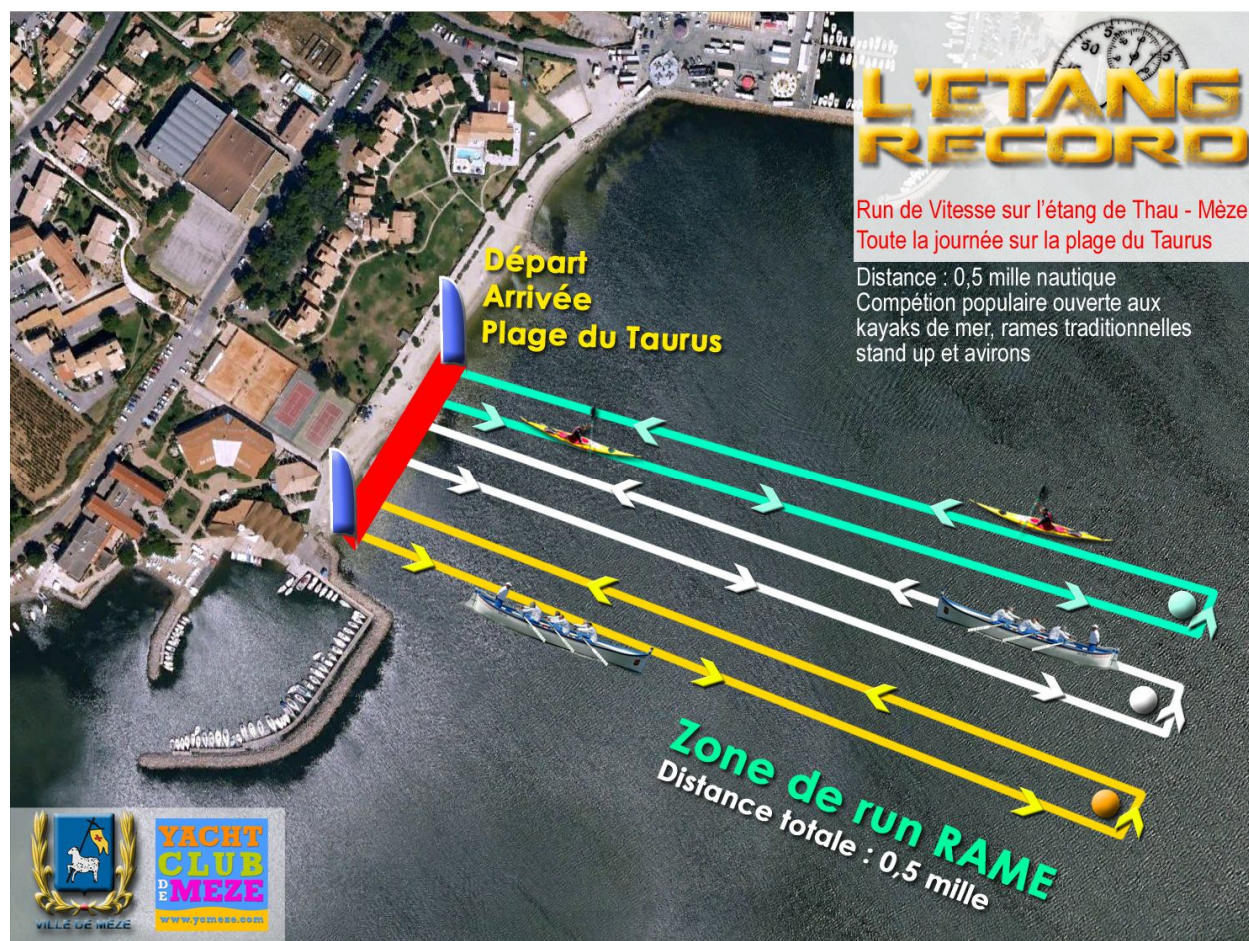 L'ETANG
RECORD
Run de Vitesse sur l'étang de Thau - Mèze
Toute la journée sur la plage du Taurus
Distance : 0,5 mille nautique
Compétion populaire ouverte aux
kayaks de mer, rames traditionnelles
stand up et avirons
Départ
Arrivée
Plage du Taurus
Zone de run RAME
Distance totale : 0,5 mille
VILLE DE MEZE
YACHT
CLUB
DE MEZE
www.ycmeze.com